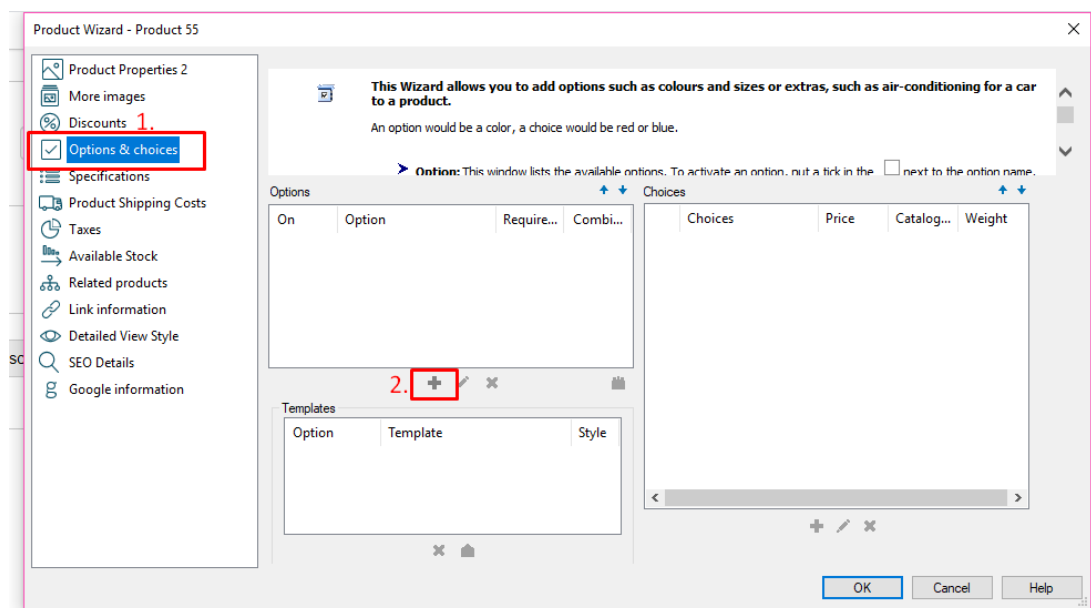 Product Wizard - Product 55
Product Properties 2
More images
Discounts 1.
Options & choices
Specifications
Product Shipping Costs
Taxes
Available Stock
Related products
Link information
Detailed View Style
SEO Details
Google information
This Wizard allows you to add options such as colours and sizes or extras, such as air-conditioning for a car
to a product.
An option would be a color, a choice would be red or blue.
Option: This window lists the available options. To activate an option, put a tick in the next to the option name.
Options
On Option Require... Combi...
2.
Templates
Option Template Style
Choices
Choices Price Catalog... Weight
OK Cancel Help